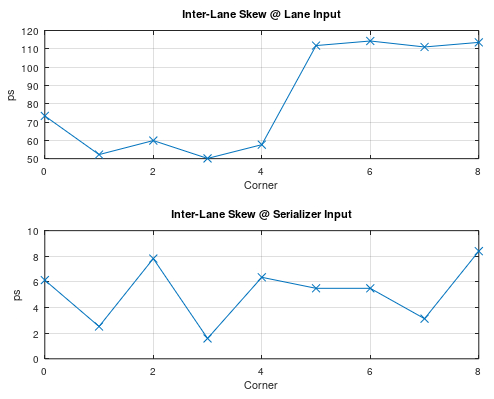 Inter-Lane Skew @ Lane Input
120
110
100
90
80
70
60
50
ps
0 2 4 6 8
Corner
Inter-Lane Skew @ Serializer Input
10
8
6
4
2
0
ps
0 2 4 6 8
Corner